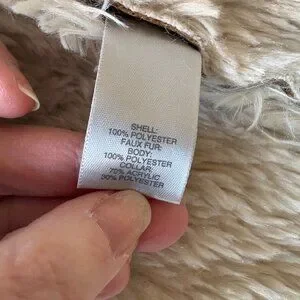 SHELL:
100% POLYESTER
FAUX FUR:
BODY:
100% POLYESTER
COLLAR:
70% ACRYLIC
30% POLYESTER